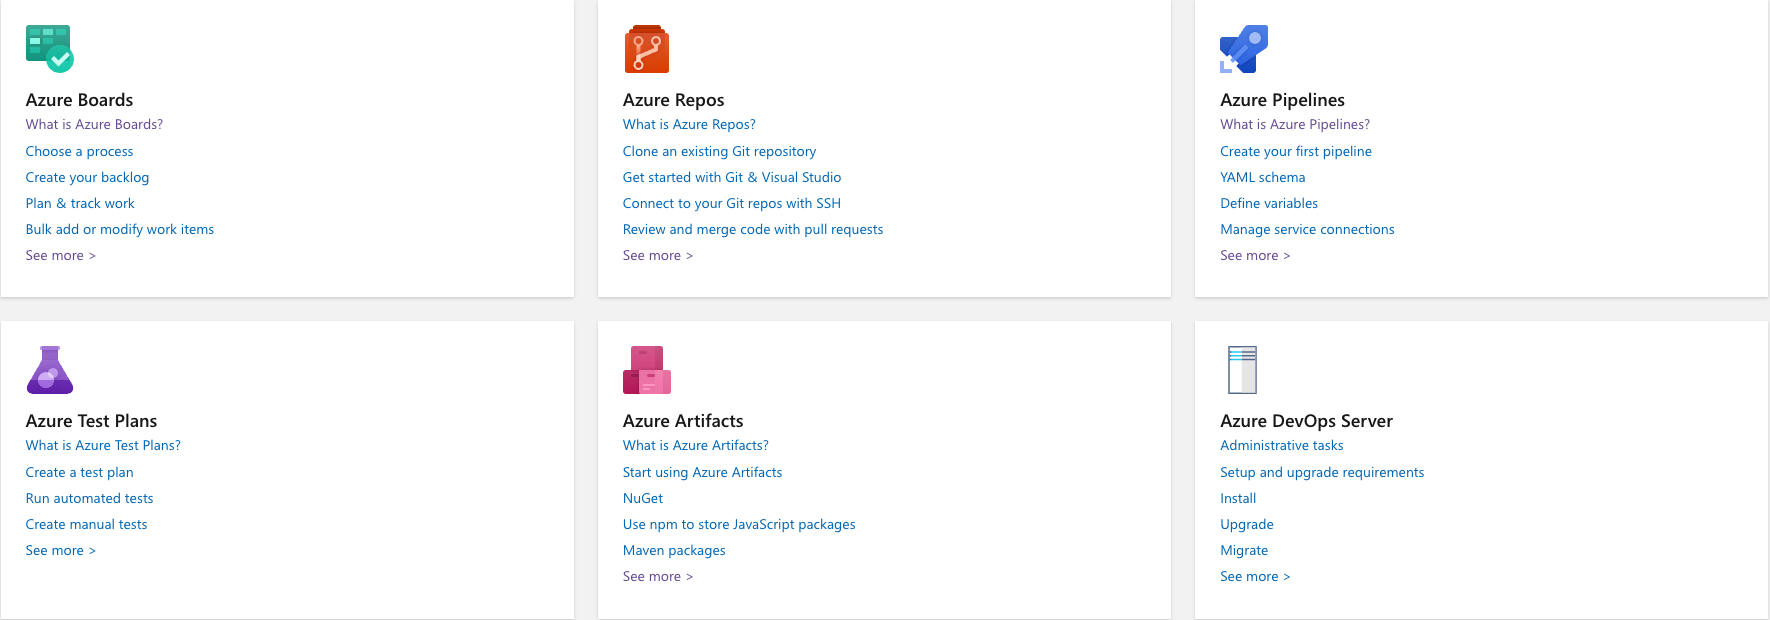 Azure Boards
What is Azure Boards?
Choose a process
Create your backlog
Plan & track work
Bulk add or modify work items
See more >
Azure Repos
What is Azure Repos?
Clone an existing Git repository
Get started with Git & Visual Studio
Connect to your Git repos with SSH
Review and merge code with pull requests
See more >
Azure Pipelines
What is Azure Pipelines?
Create your first pipeline
YAML schema
Define variables
Manage service connections
See more >
Azure Test Plans
What is Azure Test Plans?
Create a test plan
Run automated tests
Create manual tests
See more >
Azure Artifacts
What is Azure Artifacts?
Start using Azure Artifacts
NuGet
Use npm to store JavaScript packages
Maven packages
See more >
Azure DevOps Server
Administrative tasks
Setup and upgrade requirements
Install
Upgrade
Migrate
See more >